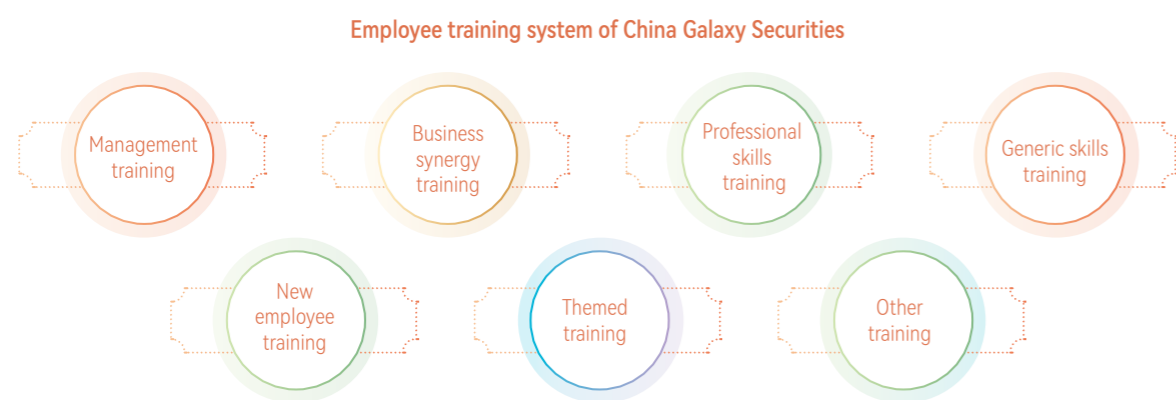 Employee training system of China Galaxy Securities
Management
training
Business
synergy
training
Professional
skills
training
Generic skills
training
New
employee
training
Themed
training
Other
training